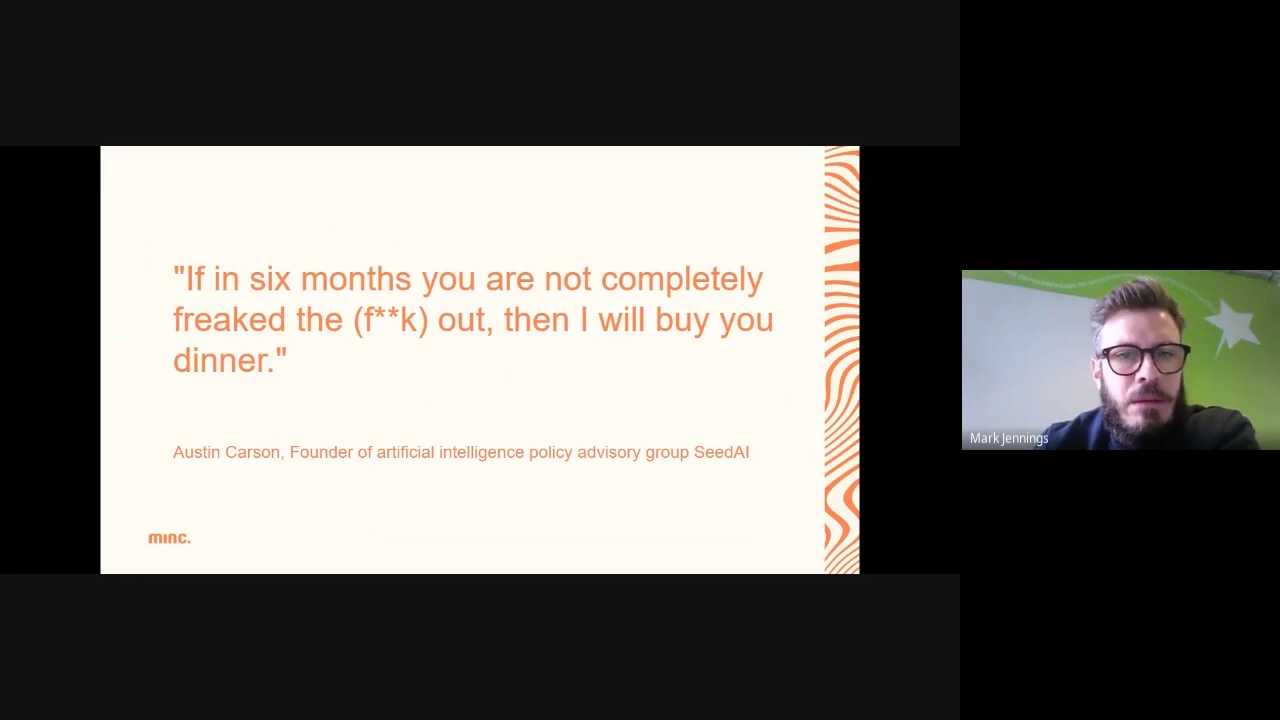 "If in six months you are not completely
freaked the (f**k) out, then I will buy you
dinner."
Austin Carson, Founder of artificial intelligence policy advisory group SeedAI
minc.
Mark Jennings